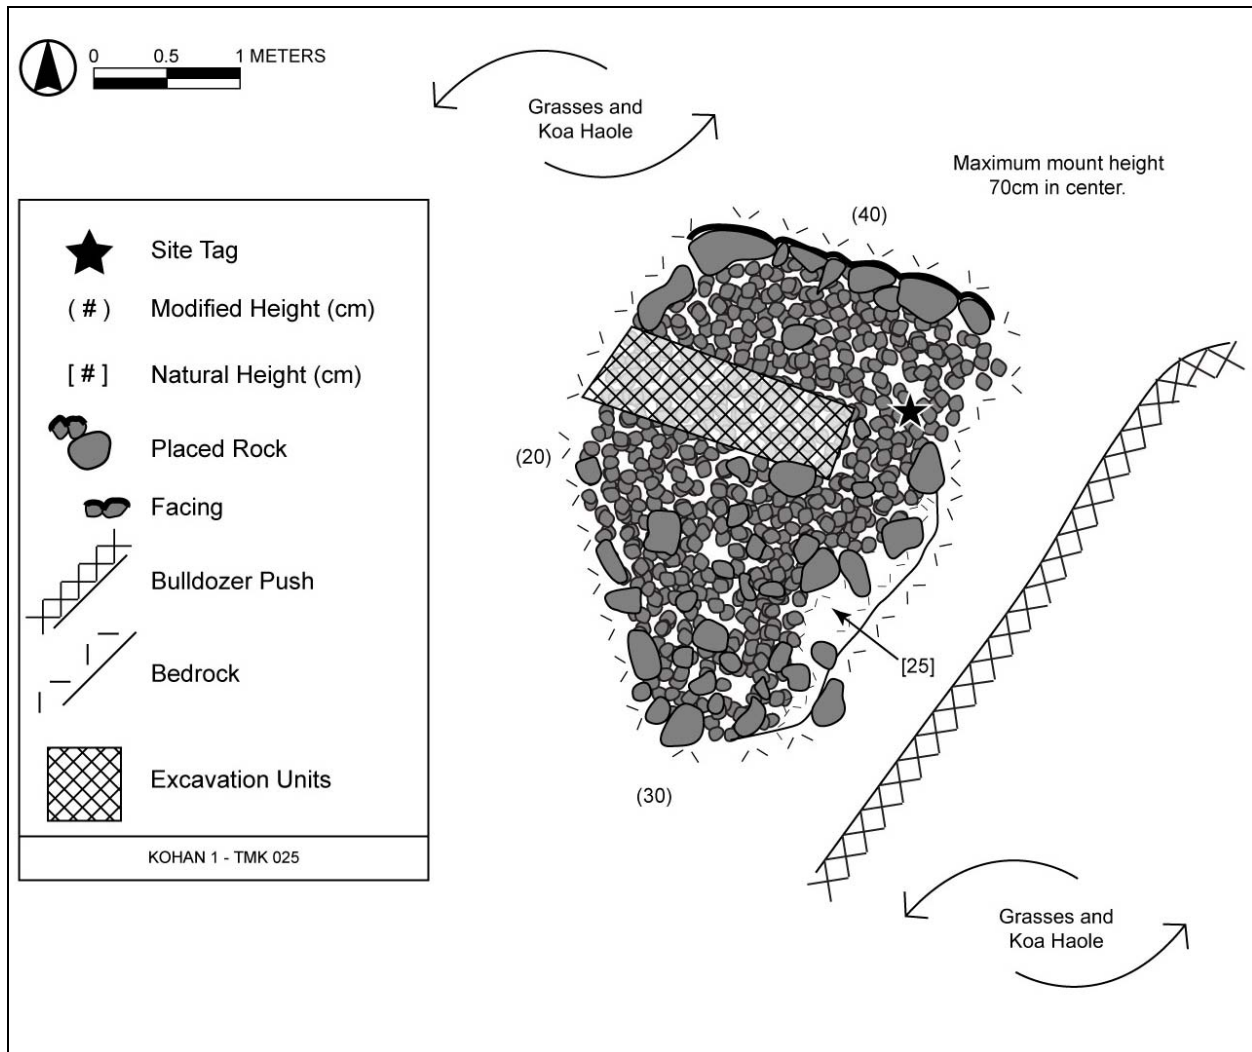 0 0.5 1 METERS
Grasses and
Koa Haole
Maximum mount height
70cm in center.
(40)
Site Tag
( # ) Modified Height (cm)
[ # ] Natural Height (cm)
Placed Rock
Facing
Bulldozer Push
Bedrock
Excavation Units
KOHAN 1 - TMK 025
(20)
[25]
(30)
Grasses and
Koa Haole